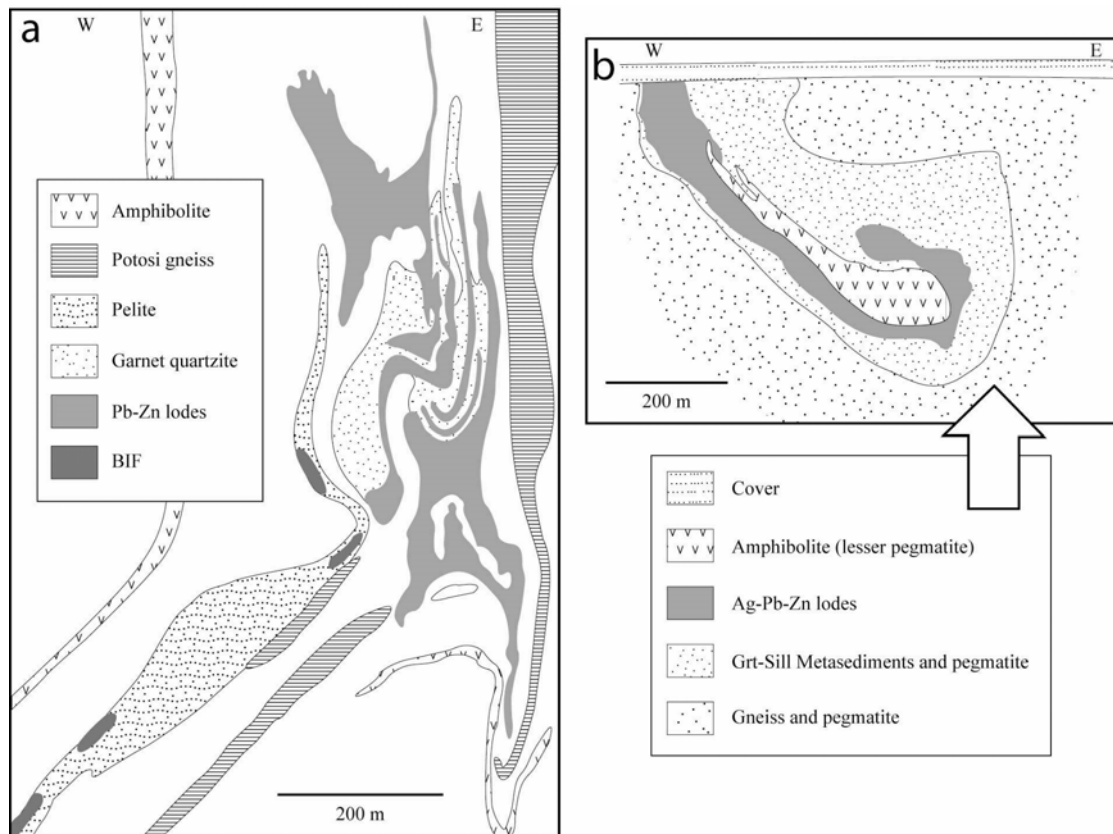 a
W
E
Amphibolite
Potosi gneiss
Pelite
Garnet quartzite
Pb-Zn lodes
BIF
200 m
b
W
E
200 m
Cover
Amphibolite (lesser pegmatite)
Ag-Pb-Zn lodes
Grt-Sill Metasediments and pegmatite
Gneiss and pegmatite